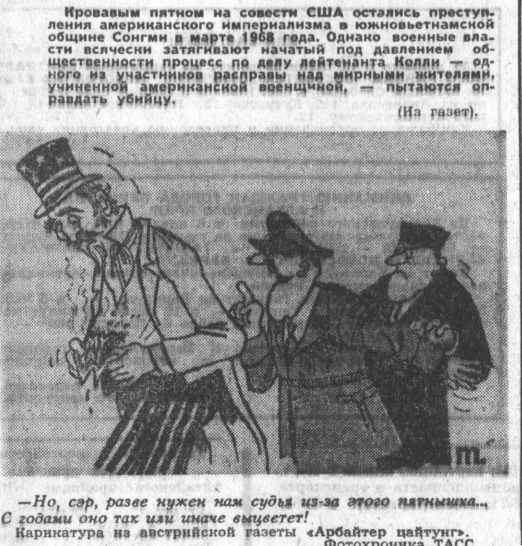 Кровавым пятном на совести США остались преступ-
ления американского империализма в южновьетнамской
общине Сонгми в марте 1968 года. Однако военные вла-
сти всячески затягивают начатый под давлением об-
щественности процесс по делу лейтенанта Колли — од-
ного из участников расправы над мирными жителями,
учиненной американской военщиной, — пытаются оп-
равдать убийцу.
(Из газет).
m.
—Но, сэр, разве нужен нам судья из-за этого пятнышка...
С годами оно так или иначе выцветет!
Карикатура из австрийской газеты «Арбайтер цайтунг».
Фотохроника ТАСС